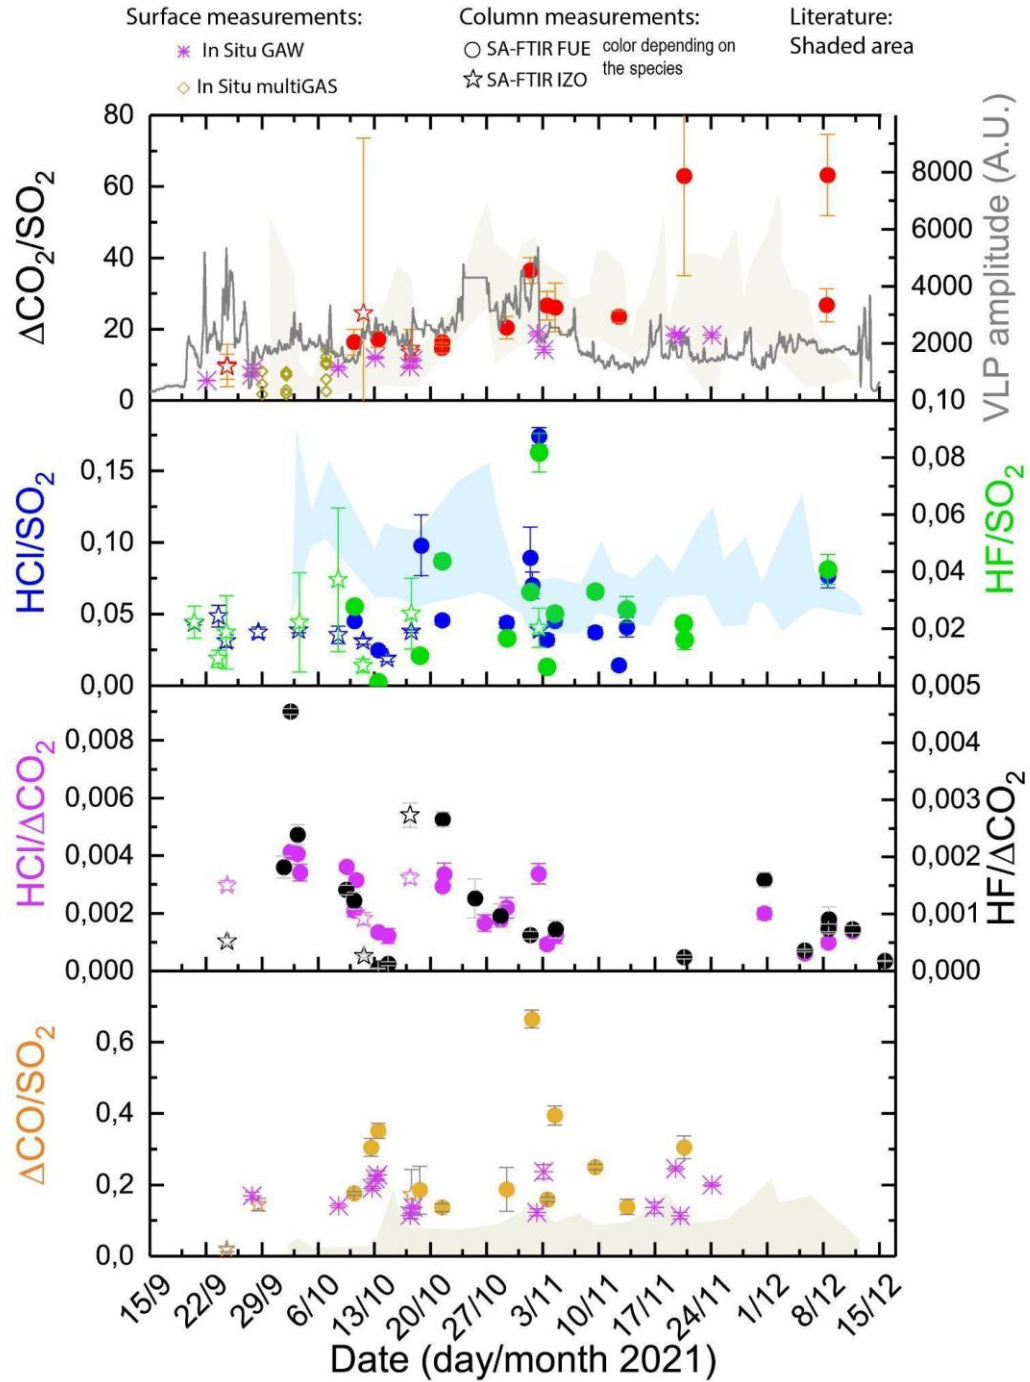 Surface measurements: Column measurements: Literature:
In Situ GAW SA-FTIR FUE color depending on the species Shaded area
In Situ multiGAS SA-FTIR IZO
80
60
40
20
0
ΔCO2/SO2
8000
6000
4000
2000
VLP amplitude (A.U.)
0,15
0,10
0,05
0,00
HCl/SO2
0,10
0,08
0,06
0,04
0,02
HF/SO2
0,008
0,006
0,004
0,002
0,000
HCl/ΔCO2
0,005
0,004
0,003
0,002
0,001
0,000
HF/ΔCO2
0,6
0,4
0,2
0,0
ΔCO/SO2
15/9 22/9 29/9 6/10 13/10 20/10 27/10 3/11 10/11 17/11 24/11 1/12 8/12 15/12
Date (day/month 2021)